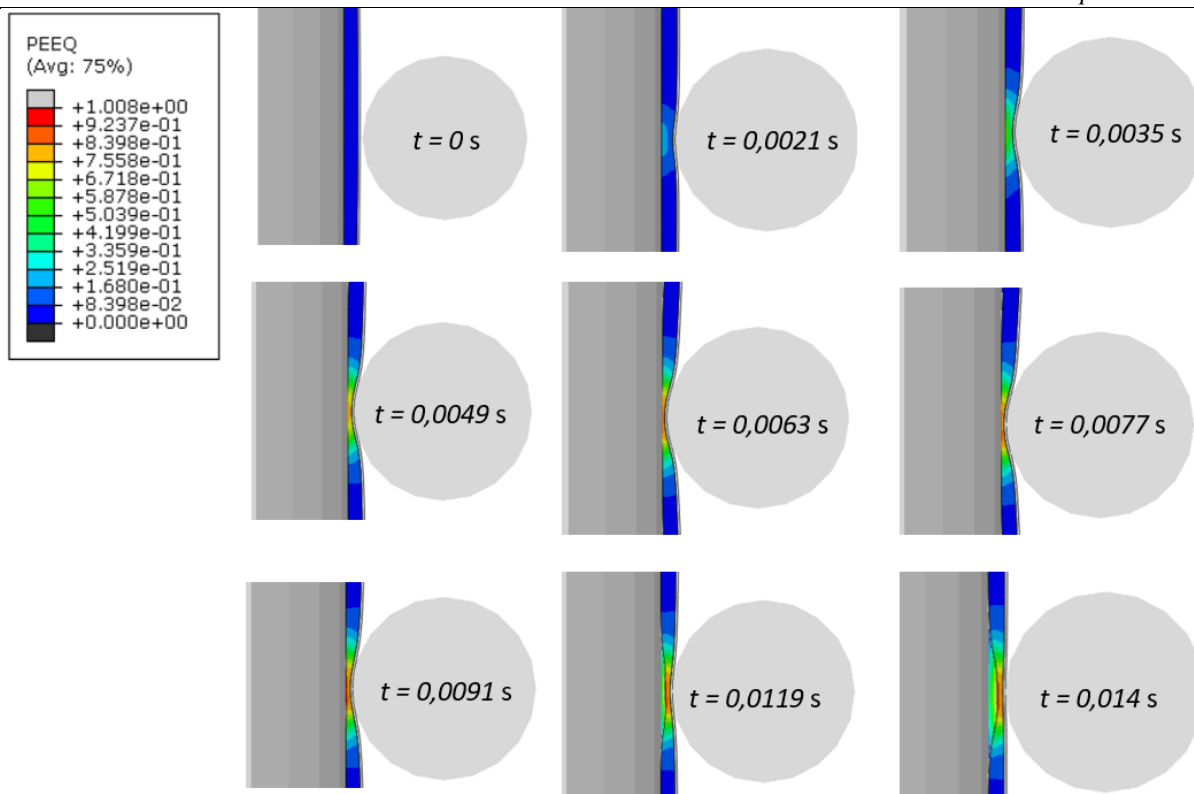 PEEQ
(Avg: 75%)
+1.008e+00
+9.237e-01
+8.398e-01
+7.558e-01
+6.718e-01
+5.878e-01
+5.039e-01
+4.199e-01
+3.359e-01
+2.519e-01
+1.680e-01
+8.398e-02
+0.000e+00
t = 0 s
t = 0,0021 s
t = 0,0035 s
t = 0,0049 s
t = 0,0063 s
t = 0,0077 s
t = 0,0091 s
t = 0,0119 s
t = 0,014 s